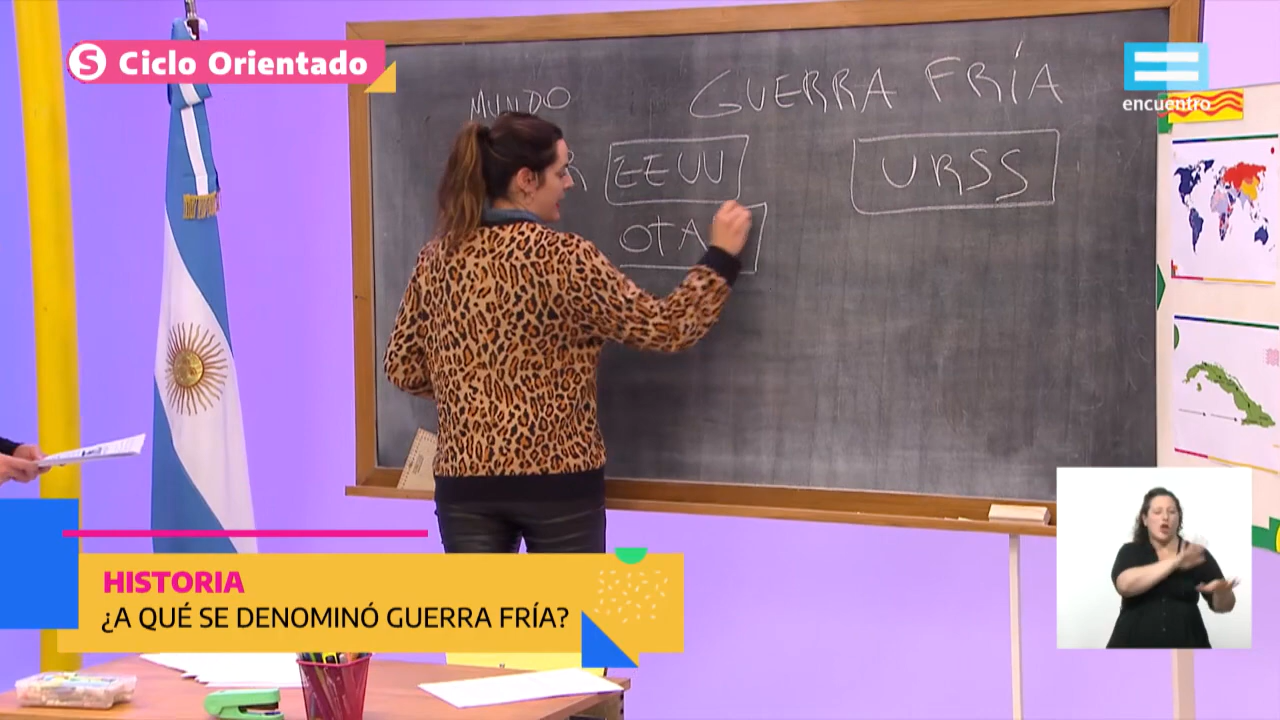 S Ciclo Orientado
encuentro
MUNDO
GUERRA FRÍA
EEUU
URSS
OTA
HISTORIA
¿A QUÉ SE DENOMINÓ GUERRA FRÍA?